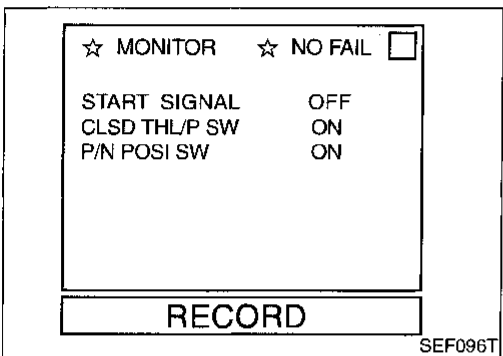 ☆ MONITOR ☆ NO FAIL
START SIGNAL OFF
CLSD THL/P SW ON
P/N POSI SW ON
RECORD
SEF096T